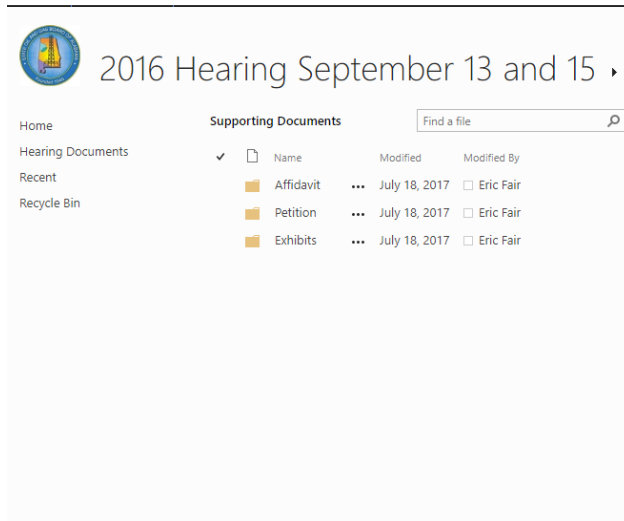 2016 Hearing September 13 and 15
Home
Hearing Documents
Recent
Recycle Bin
Supporting Documents
Find a file
Name Modified Modified By
Affidavit ... July 18, 2017 Eric Fair
Petition ... July 18, 2017 Eric Fair
Exhibits ... July 18, 2017 Eric Fair